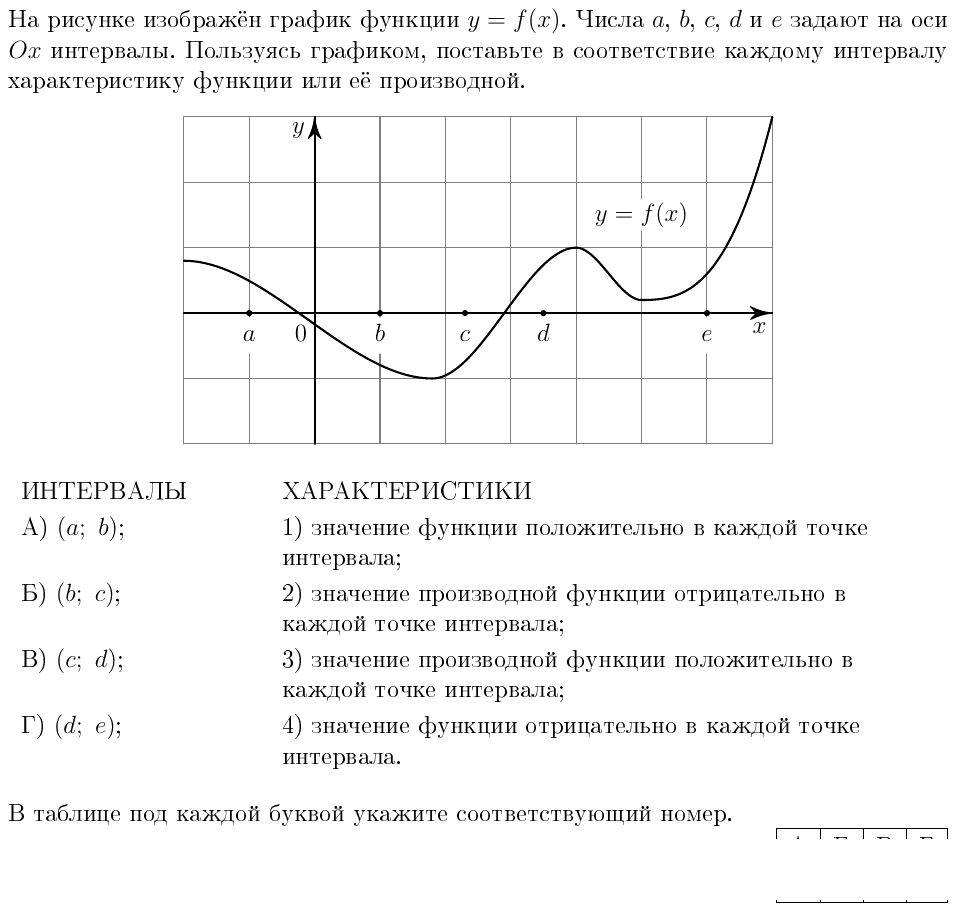 На рисунке изображён график функции y = f(x). Числа a, b, c, d и e задают на оси
Ox интервалы. Пользуясь графиком, поставьте в соответствие каждому интервалу
характеристику функции или её производной.
y
y = f(x)
a 0 b c d e x
ИНТЕРВАЛЫ ХАРАКТЕРИСТИКИ
А) (a; b); 1) значение функции положительно в каждой точке
интервала;
Б) (b; c); 2) значение производной функции отрицательно в
каждой точке интервала;
В) (c; d); 3) значение производной функции положительно в
каждой точке интервала;
Г) (d; e); 4) значение функции отрицательно в каждой точке
интервала.
В таблице под каждой буквой укажите соответствующий номер.